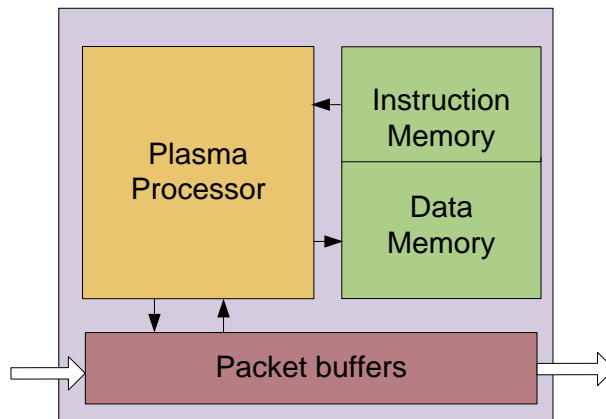 Plasma
Processor
Instruction
Memory
Data
Memory
Packet buffers